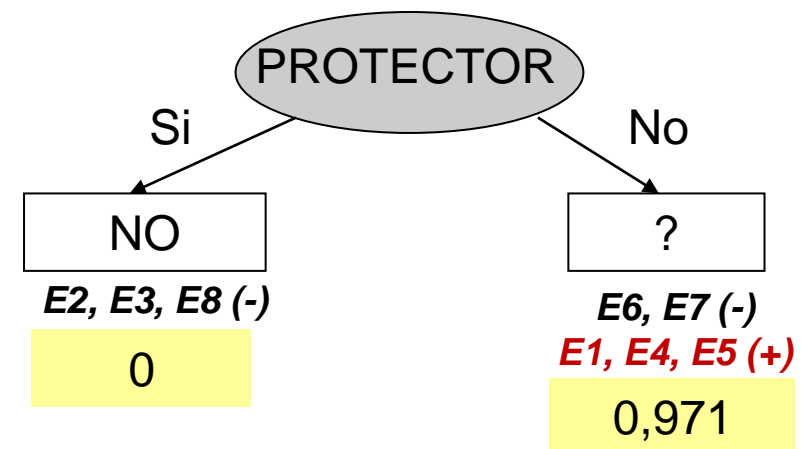 PROTECTOR
Si
No
NO
?
E2, E3, E8 (-)
E6, E7 (-)
E1, E4, E5 (+)
0
0,971